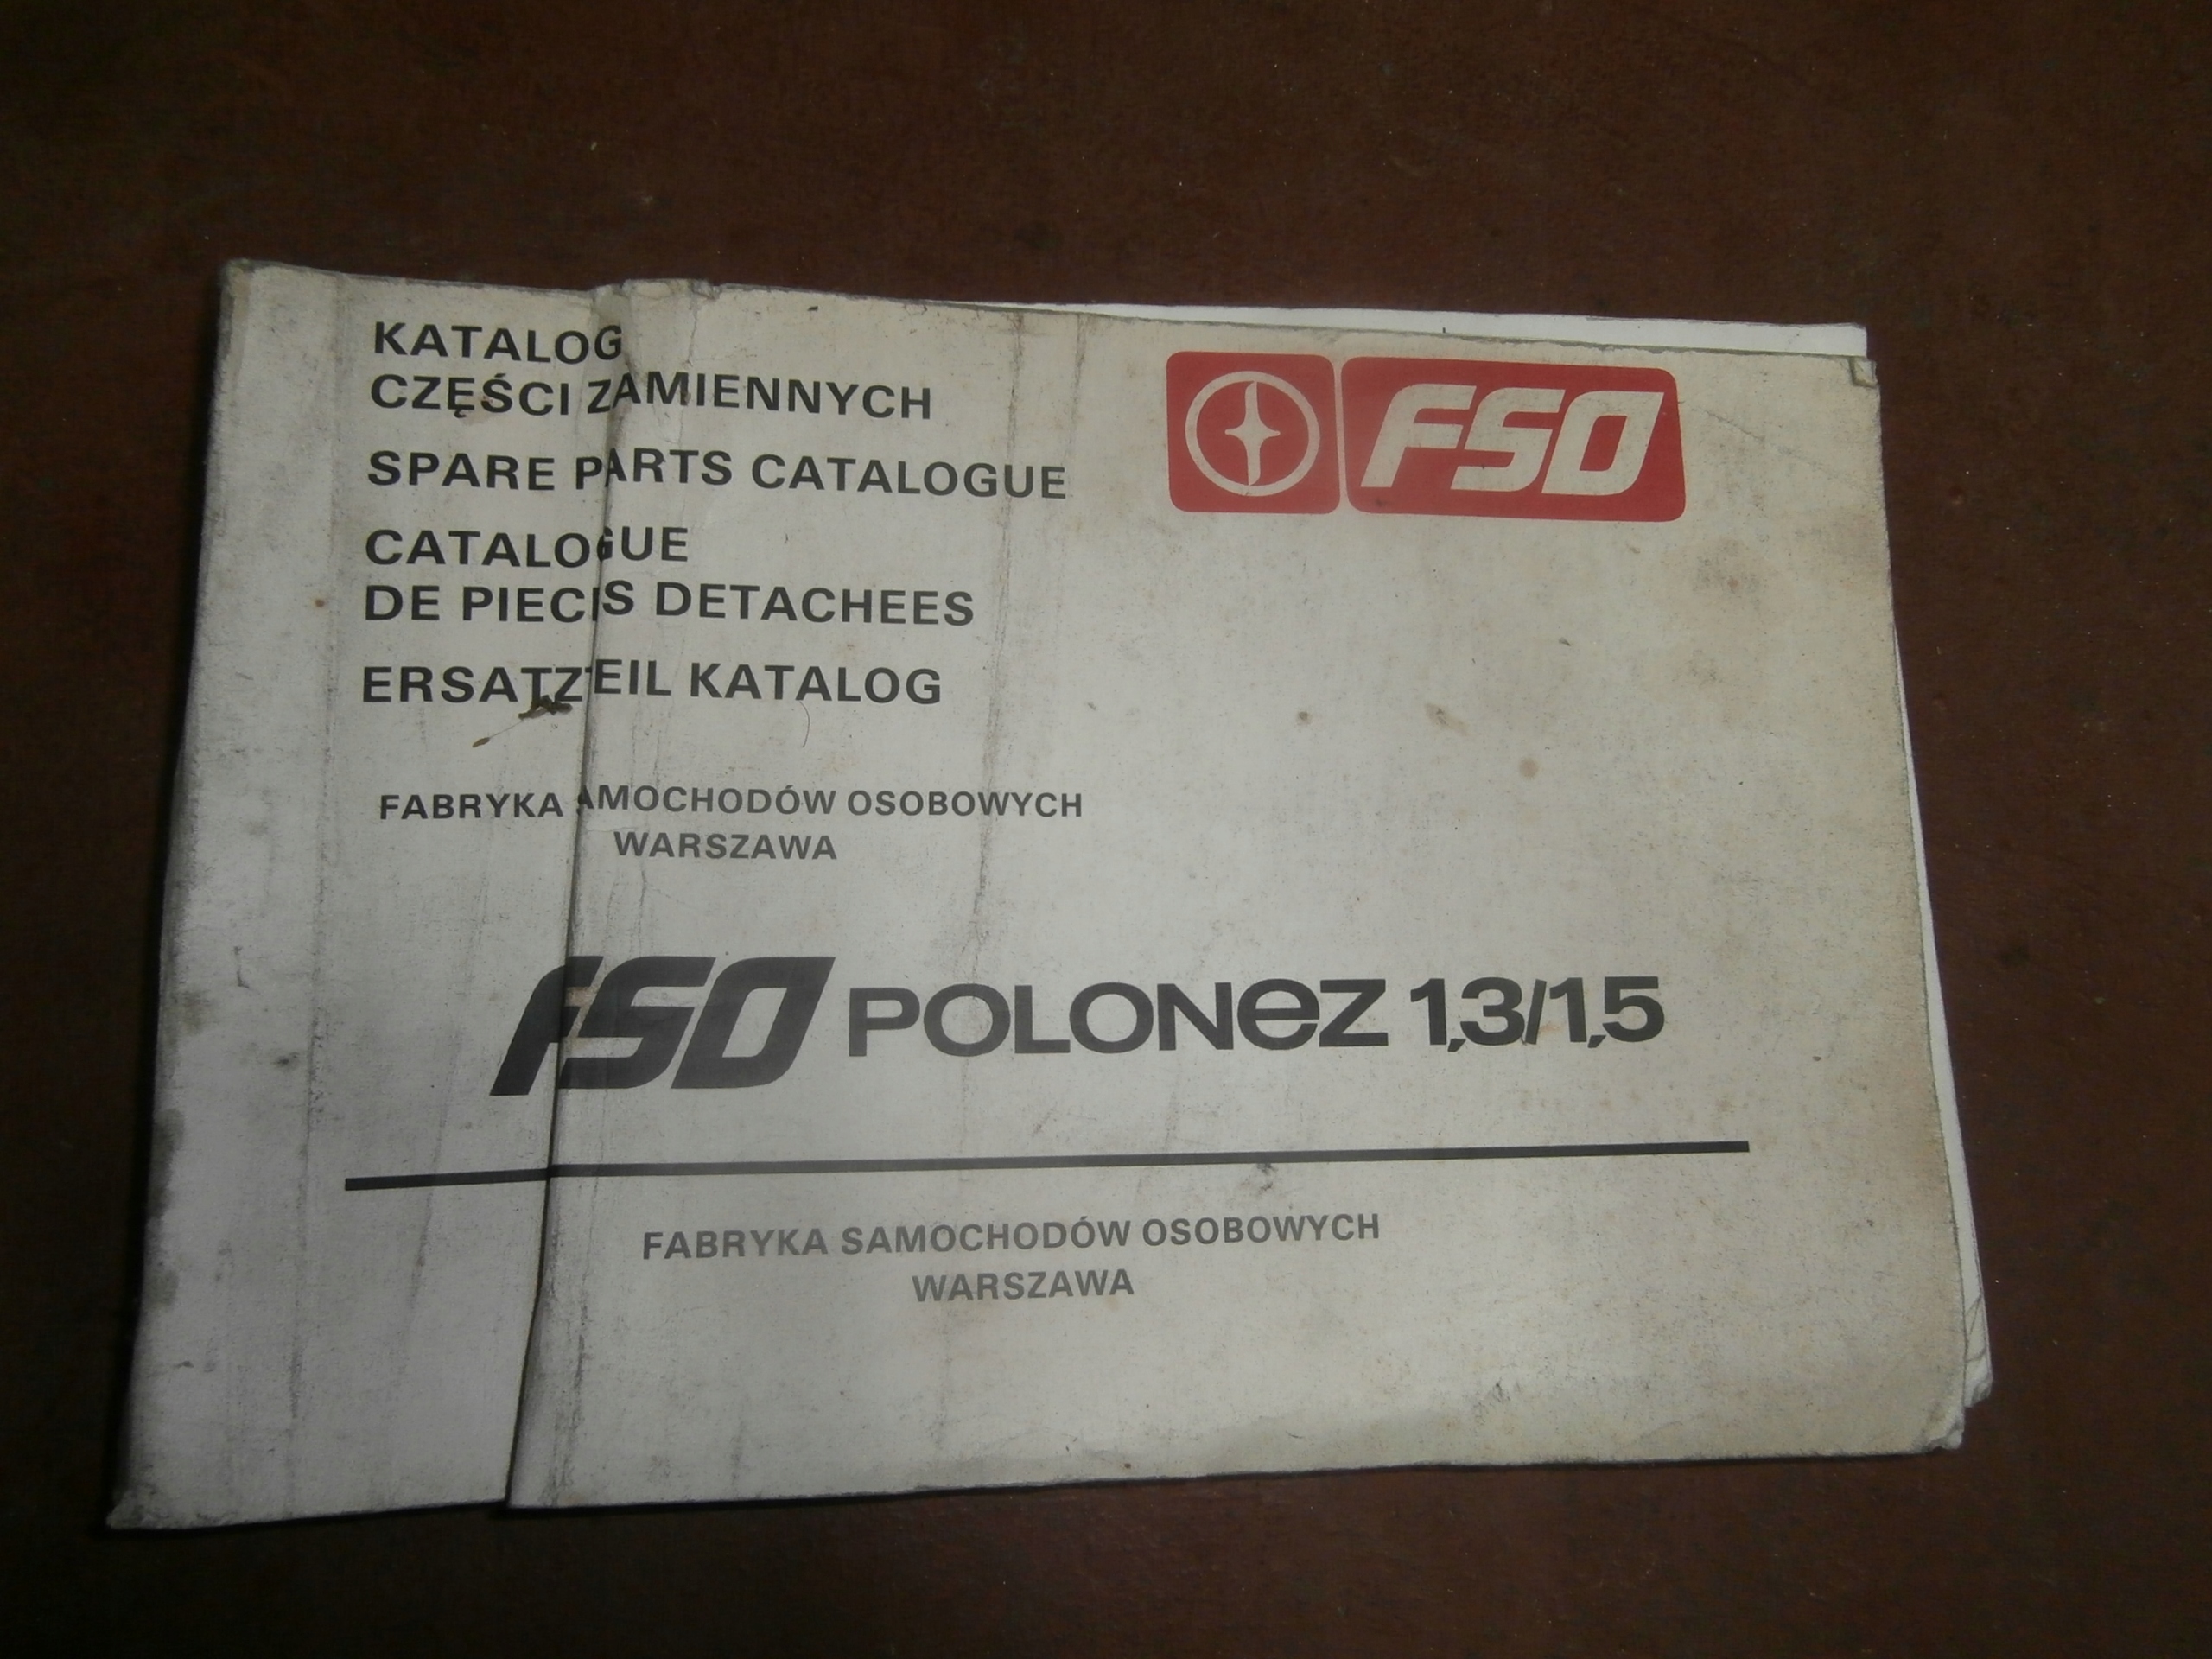 KATALOG
CZĘŚCI ZAMIENNYCH
FSO
SPARE PARTS CATALOGUE
CATALOGUE
DE PIECES DETACHEES
ERSATZTEIL KATALOG
FABRYKA SAMOCHODÓW OSOBOWYCH
WARSZAWA
FSO POLONEZ 1,3/1,5
FABRYKA SAMOCHODÓW OSOBOWYCH
WARSZAWA